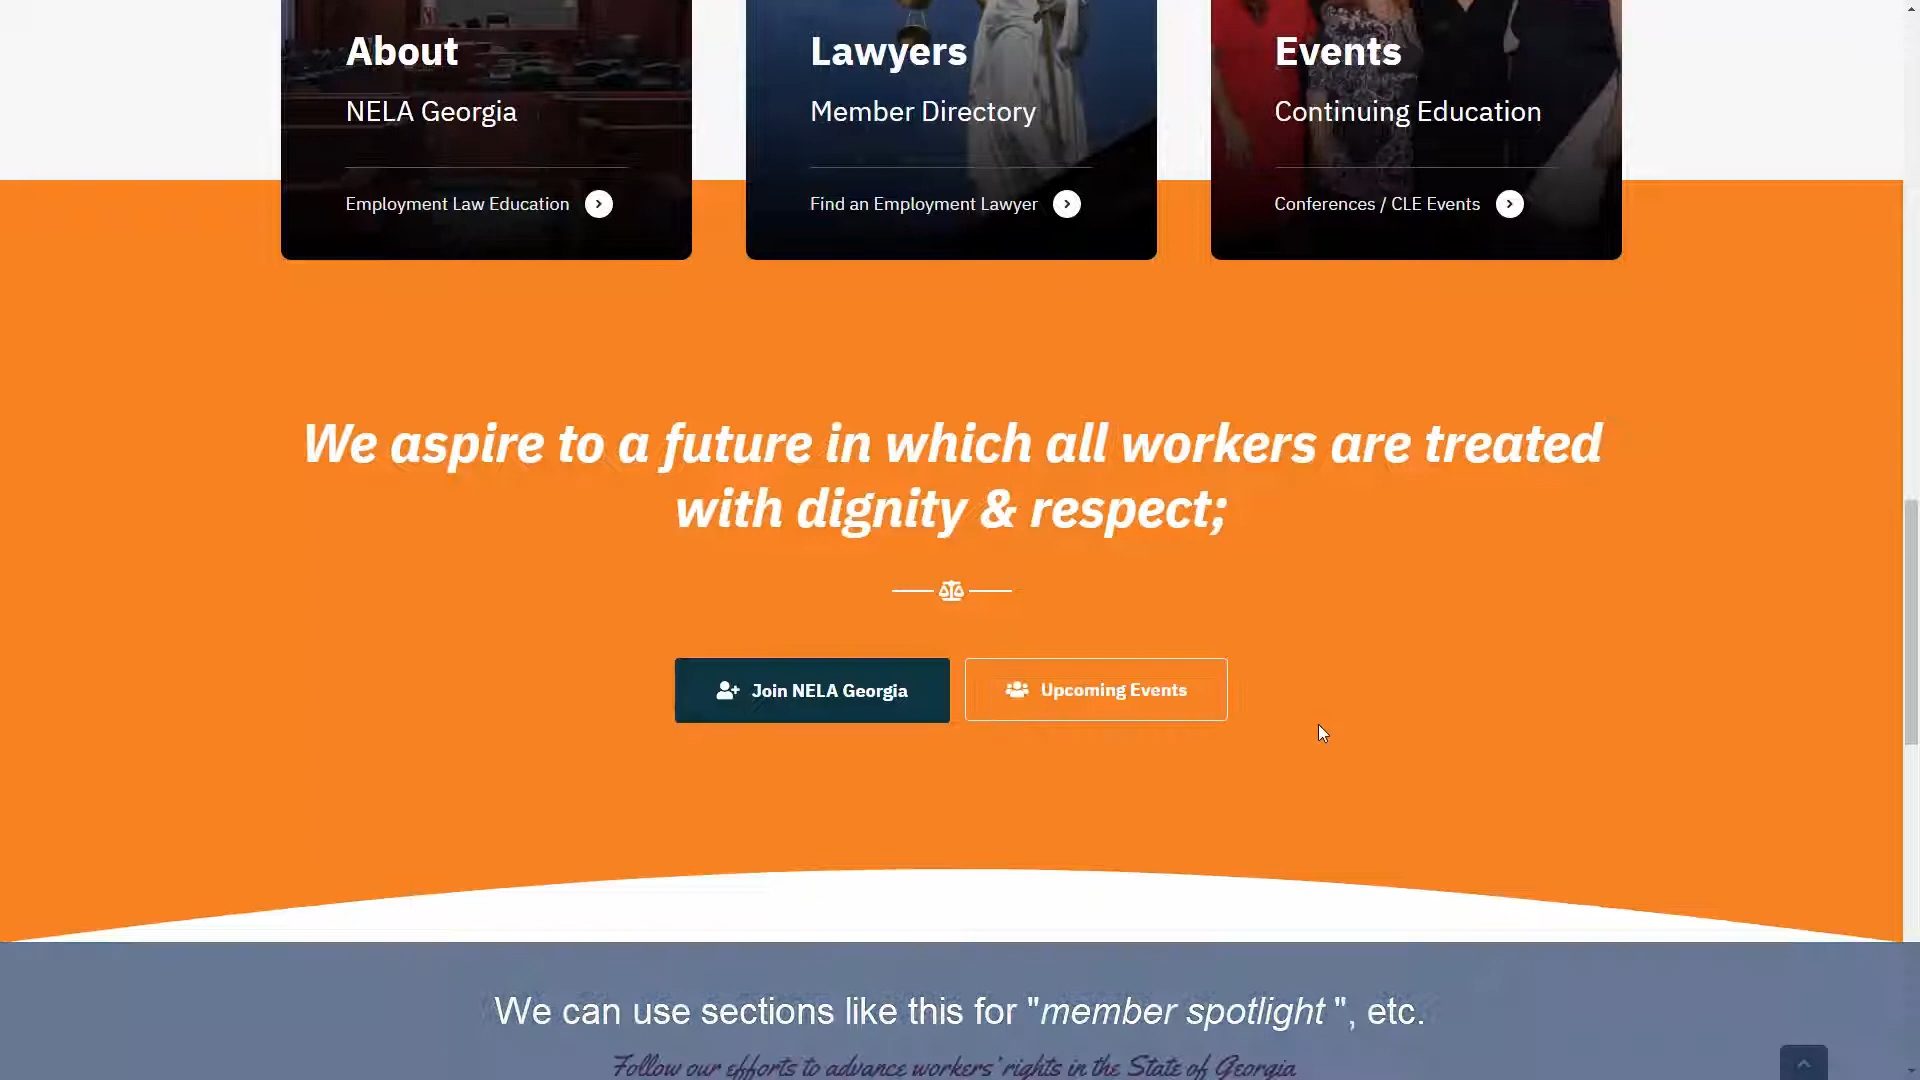 About
NELA Georgia
Employment Law Education
Lawyers
Member Directory
Find an Employment Lawyer
Events
Continuing Education
Conferences / CLE Events
We aspire to a future in which all workers are treated
with dignity & respect;
Join NELA Georgia
Upcoming Events
We can use sections like this for "member spotlight ", etc.
Follow our efforts to advance workers' rights in the State of Georgia